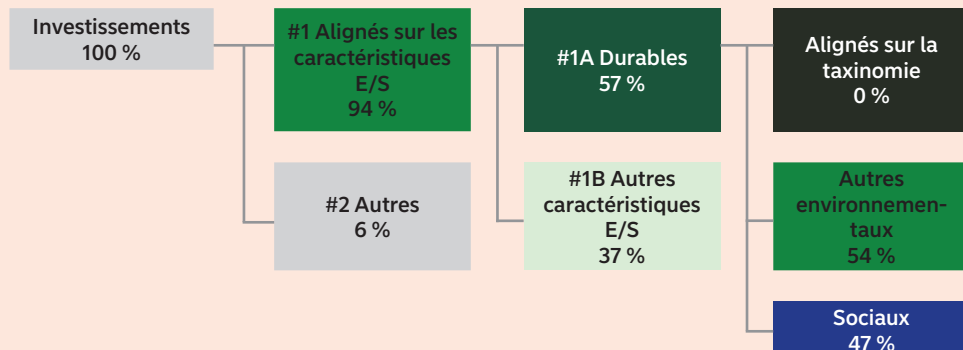 Investissements
100 %
#1 Alignés sur les
caractéristiques
E/S
94 %
#1A Durables
57 %
Alignés sur la
taxinomie
0 %
#2 Autres
6 %
#1B Autres
caractéristiques
E/S
37 %
Autres
environnemen-
taux
54 %
Sociaux
47 %